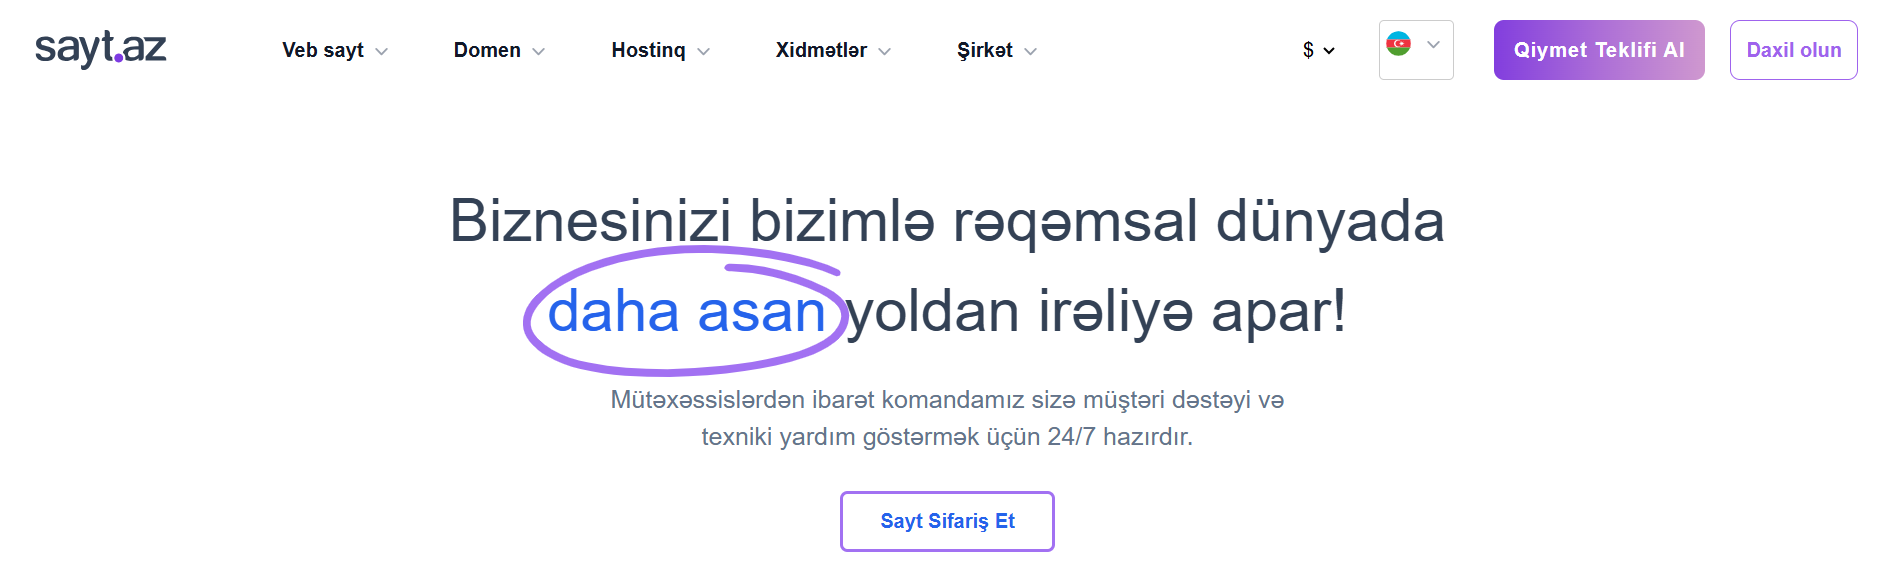 sayt.az
Veb sayt
Domen
Hostinq
Xidmətlər
Şirkət
$
Qiymet Teklifi Al
Daxil olun
Biznesinizi bizimlə rəqəmsal dünyada
daha asan yoldan irəliyə apar!
Mütəxəssislərdən ibarət komandamız sizə müştəri dəstəyi və
texniki yardım göstərmək üçün 24/7 hazırdır.
Sayt Sifariş Et